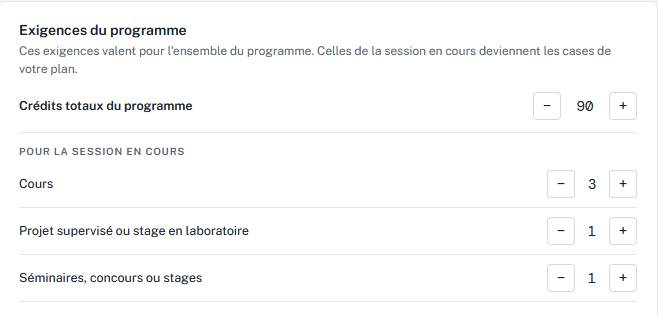 Exigences du programme
Ces exigences valent pour l'ensemble du programme. Celles de la session en cours deviennent les cases de
votre plan.
Crédits totaux du programme − 90 +
POUR LA SESSION EN COURS
Cours − 3 +
Projet supervisé ou stage en laboratoire − 1 +
Séminaires, concours ou stages − 1 +